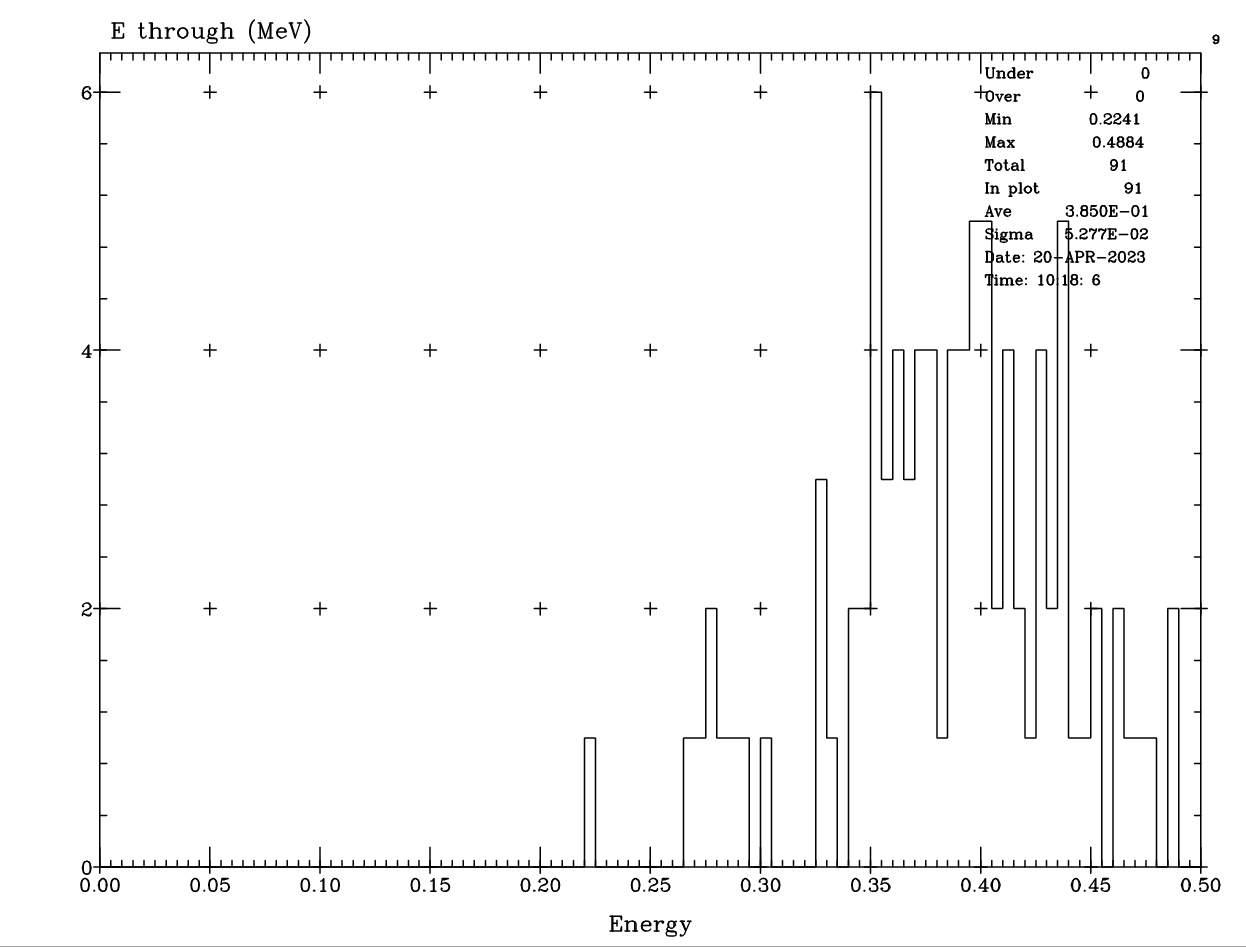 E through (MeV)
9
Under 0
6
Over 0
Min 0.2241
Max 0.4884
Total 91
In plot 91
Ave 3.850E-01
Sigma 5.277E-02
Date: 20-APR-2023
Time: 10:18: 6
4
2
0
0.00 0.05 0.10 0.15 0.20 0.25 0.30 0.35 0.40 0.45 0.50
Energy